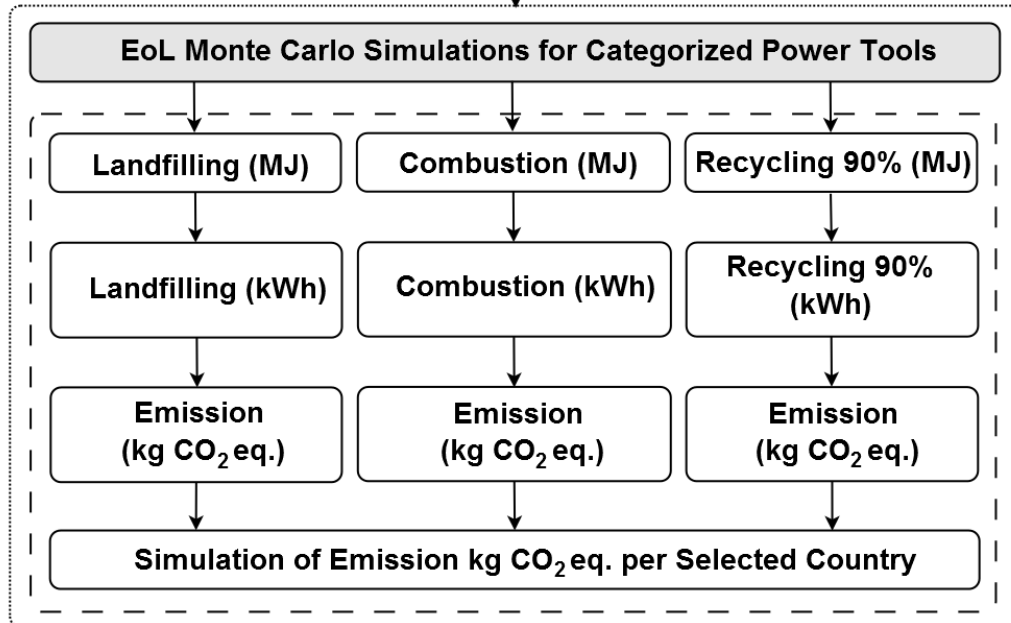 EoL Monte Carlo Simulations for Categorized Power Tools
Landfilling (MJ)
Combustion (MJ)
Recycling 90% (MJ)
Landfilling (kWh)
Combustion (kWh)
Recycling 90%
(kWh)
Emission
(kg CO₂ eq.)
Emission
(kg CO₂ eq.)
Emission
(kg CO₂ eq.)
Simulation of Emission kg CO₂ eq. per Selected Country